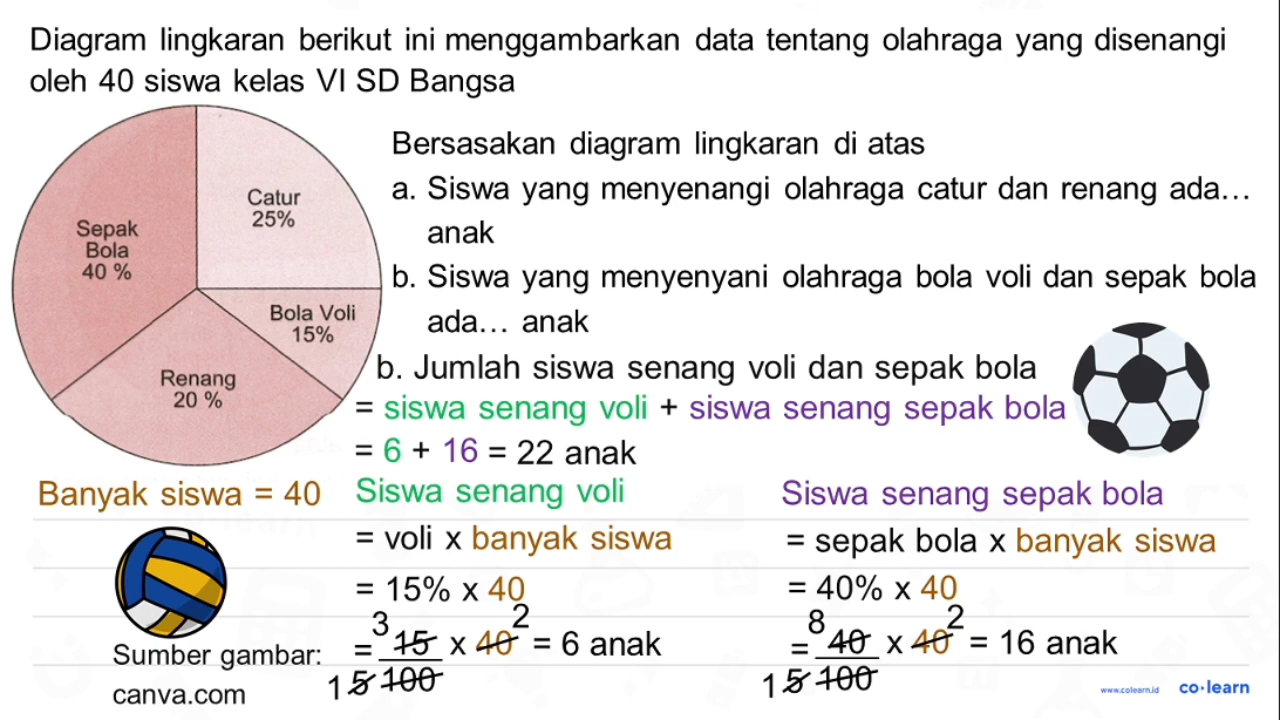 Diagram lingkaran berikut ini menggambarkan data tentang olahraga yang disenangi
oleh 40 siswa kelas VI SD Bangsa
Catur
25%
Sepak
Bola
40 %
Bola Voli
15%
Renang
20 %
Bersasakan diagram lingkaran di atas
a. Siswa yang menyenangi olahraga catur dan renang ada...
anak
b. Siswa yang menyenyani olahraga bola voli dan sepak bola
ada... anak
b. Jumlah siswa senang voli dan sepak bola
= siswa senang voli + siswa senang sepak bola
= 6 + 16 = 22 anak
Banyak siswa = 40
Siswa senang voli
= voli x banyak siswa
= 15% x 40
3 2
= 15 x 40 = 6 anak
1 5 100
Siswa senang sepak bola
= sepak bola x banyak siswa
= 40% x 40
8 2
= 40 x 40 = 16 anak
1 5 100
Sumber gambar:
canva.com
www.colearn.id
co·learn